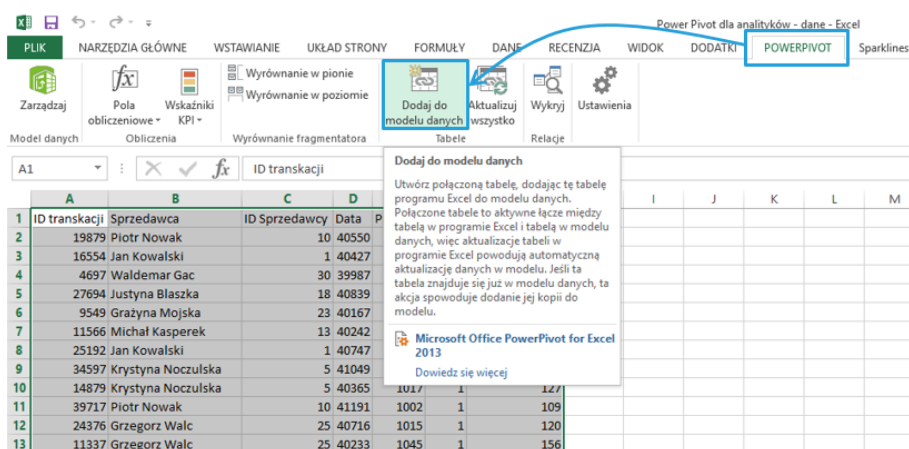 Power Pivot dla analityków - dane - Excel
PLIK NARZĘDZIA GŁÓWNE WSTAWIANIE UKŁAD STRONY FORMUŁY DANE RECENZJA WIDOK DODATKI POWERPIVOT Sparklines
Zarządzaj
Pola obliczeniowe
Wskaźniki KPI
Wyrównanie w pionie
Wyrównanie w poziomie
Dodaj do modelu danych
Aktualizuj wszystko
Wykryj
Ustawienia
Model danych Obliczenia Wyrównanie fragmentatora Tabele Relacje
A1 fx ID transkacji
A B C D I J K L M
1 ID transkacji Sprzedawca ID Sprzedawcy Data P
2 19879 Piotr Nowak 10 40550
3 16554 Jan Kowalski 1 40427
4 4697 Waldemar Gac 30 39987
5 27694 Justyna Blaszka 18 40839
6 9549 Grażyna Mojska 23 40167
7 11566 Michał Kasperek 13 40242
8 25192 Jan Kowalski 1 40747
9 34597 Krystyna Noczulska 5 41049
10 14879 Krystyna Noczulska 5 40365 1017 1 127
11 39717 Piotr Nowak 10 41191 1002 1 109
12 24376 Grzegorz Walc 25 40716 1015 1 120
13 11337 Grzegorz Walc 25 40233 1045 1 156
Dodaj do modelu danych
Utwórz połączoną tabelę, dodając tę tabelę
programu Excel do modelu danych.
Połączone tabele to aktywne łącze między
tabelą w programie Excel i tabelą w modelu
danych, więc aktualizacje tabeli w
programie Excel powodują automatyczną
aktualizację danych w modelu. Jeśli ta
tabela znajduje się już w modelu danych, ta
akcja spowoduje dodanie jej kopii do
modelu.
Microsoft Office PowerPivot for Excel
2013
Dowiedz się więcej